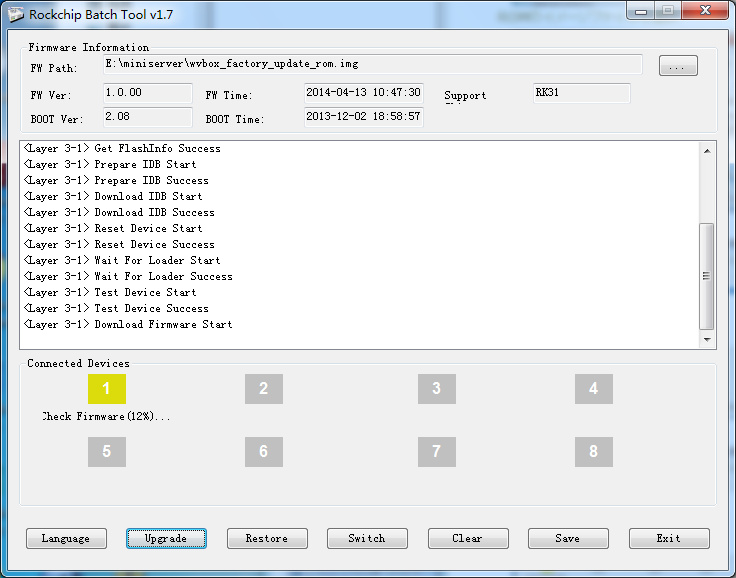 Rockchip Batch Tool v1.7
Firmware Information
FW Path: E:\miniserver\wvbox_factory_update_rom.img ...
FW Ver: 1.0.00 FW Time: 2014-04-13 10:47:30 Support RK31
BOOT Ver: 2.08 BOOT Time: 2013-12-02 18:58:57
<Layer 3-1> Get FlashInfo Success
<Layer 3-1> Prepare IDB Start
<Layer 3-1> Prepare IDB Success
<Layer 3-1> Download IDB Start
<Layer 3-1> Download IDB Success
<Layer 3-1> Reset Device Start
<Layer 3-1> Reset Device Success
<Layer 3-1> Wait For Loader Start
<Layer 3-1> Wait For Loader Success
<Layer 3-1> Test Device Start
<Layer 3-1> Test Device Success
<Layer 3-1> Download Firmware Start
Connected Devices
1 2 3 4
Check Firmware(12%)...
5 6 7 8
Language Upgrade Restore Switch Clear Save Exit